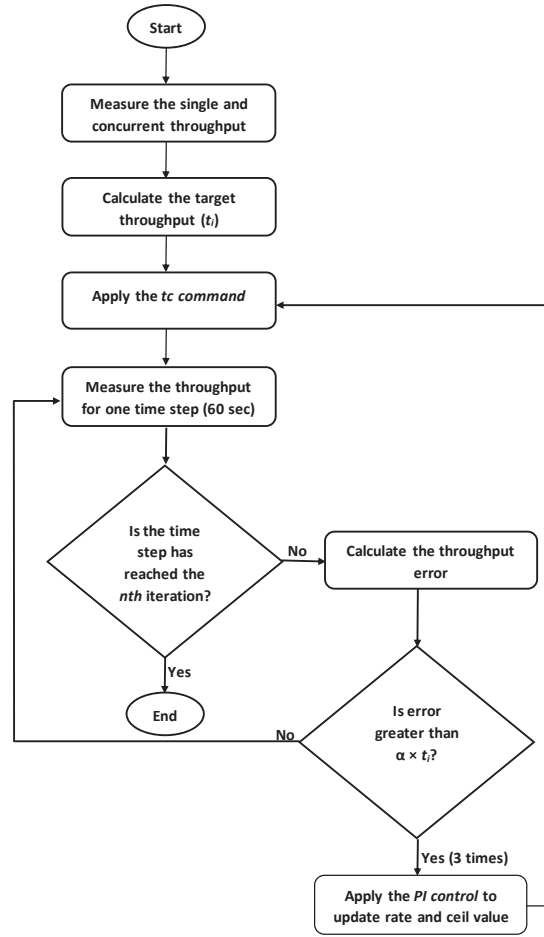 Start
Measure the single and
concurrent throughput
Calculate the target
throughput (tᵢ)
Apply the tc command
Measure the throughput
for one time step (60 sec)
Is the time
step has
reached the
nth iteration?
No
Calculate the throughput
error
Yes
End
Is error
greater than
α × tᵢ?
No
Yes (3 times)
Apply the PI control to
update rate and ceil value